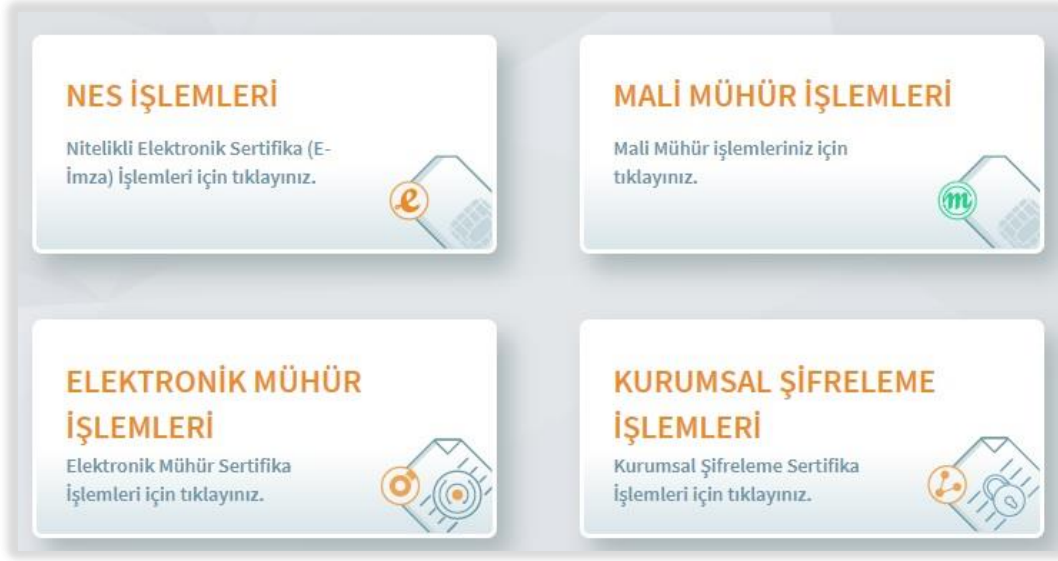 NES İŞLEMLERİ
Nitelikli Elektronik Sertifika (E-
İmza) İşlemleri için tıklayınız.
e
MALİ MÜHÜR İŞLEMLERİ
Mali Mühür işlemleriniz için
tıklayınız.
m
ELEKTRONİK MÜHÜR
İŞLEMLERİ
Elektronik Mühür Sertifika
İşlemleri için tıklayınız.
KURUMSAL ŞİFRELEME
İŞLEMLERİ
Kurumsal Şifreleme Sertifika
İşlemleri için tıklayınız.